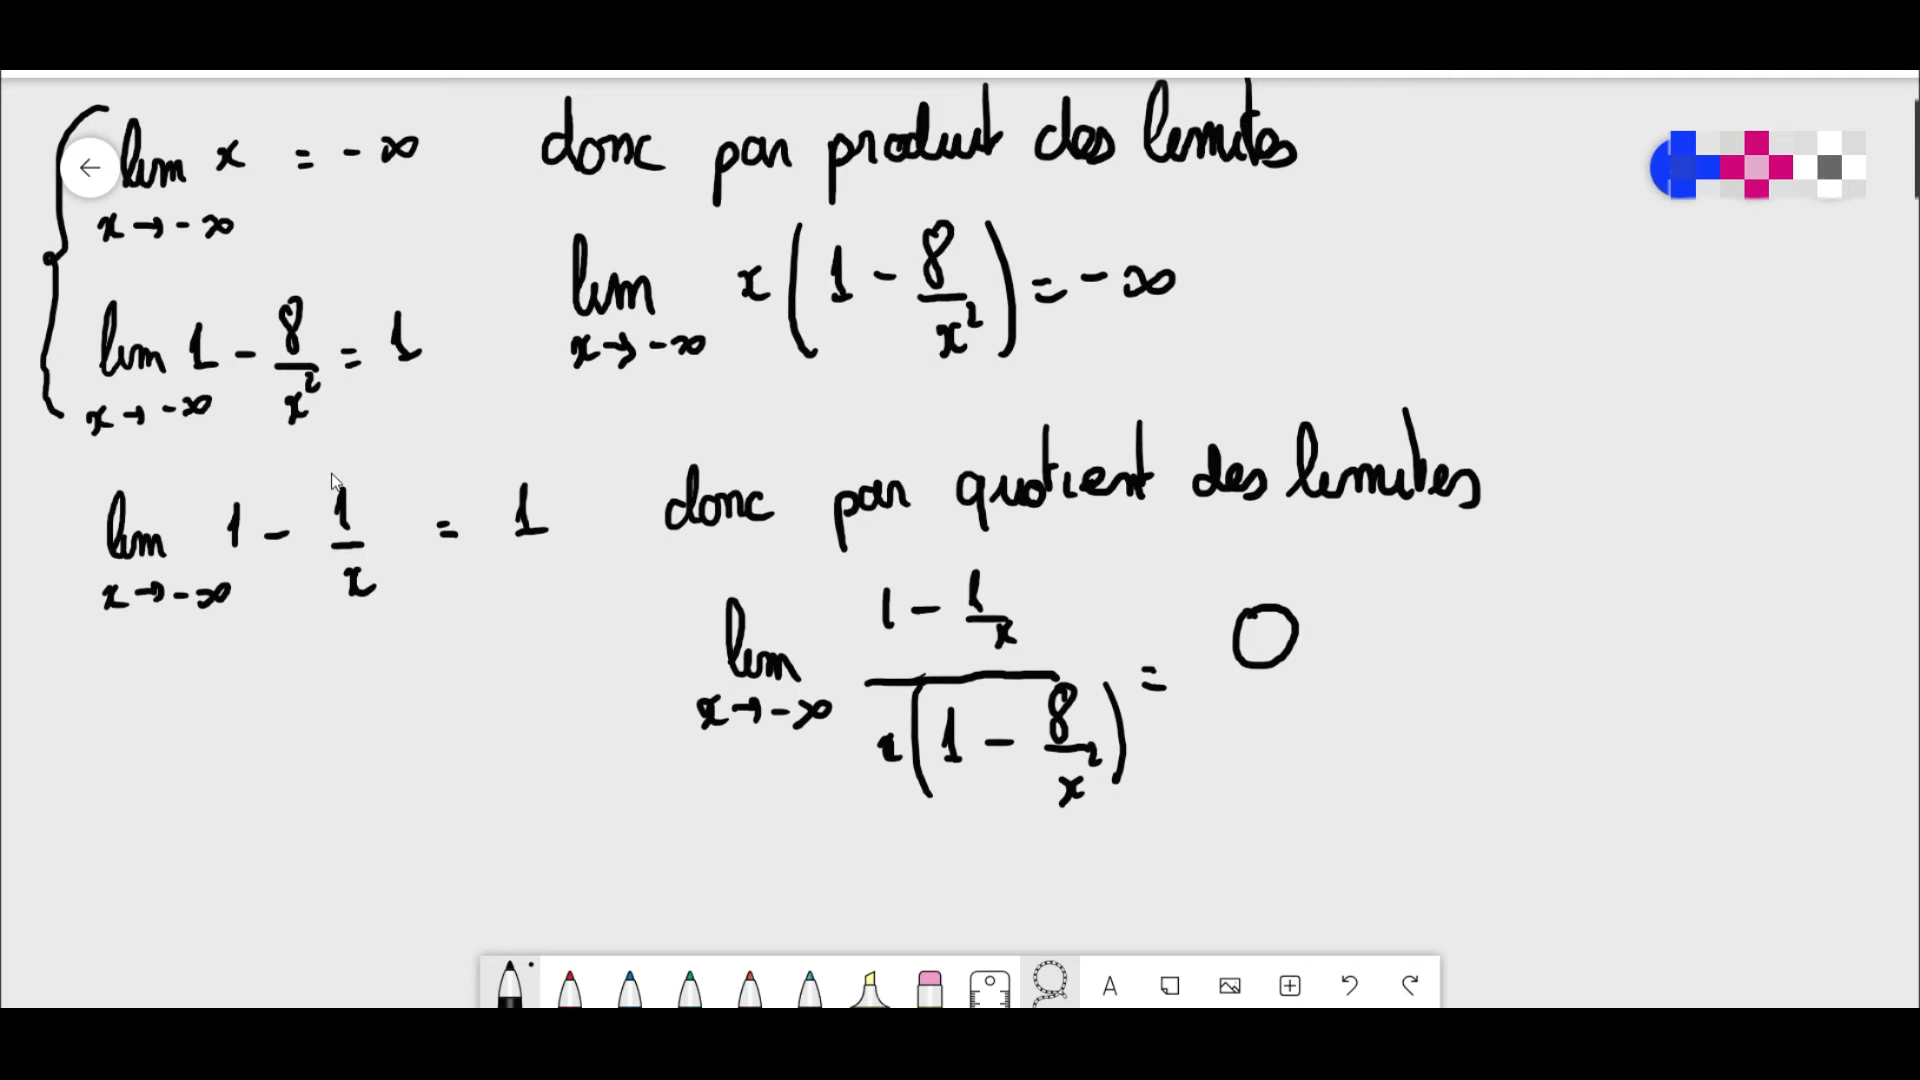 lim x = -∞ donc par produit des limites
x→-∞
lim x(1 - 8/x²) = -∞
x→-∞
lim 1 - 8/x² = 1
x→-∞
lim 1 - 1/x = 1 donc par quotient des limites
x→-∞
lim (1 - 1/x)/(x(1 - 8/x²)) = 0
x→-∞
A